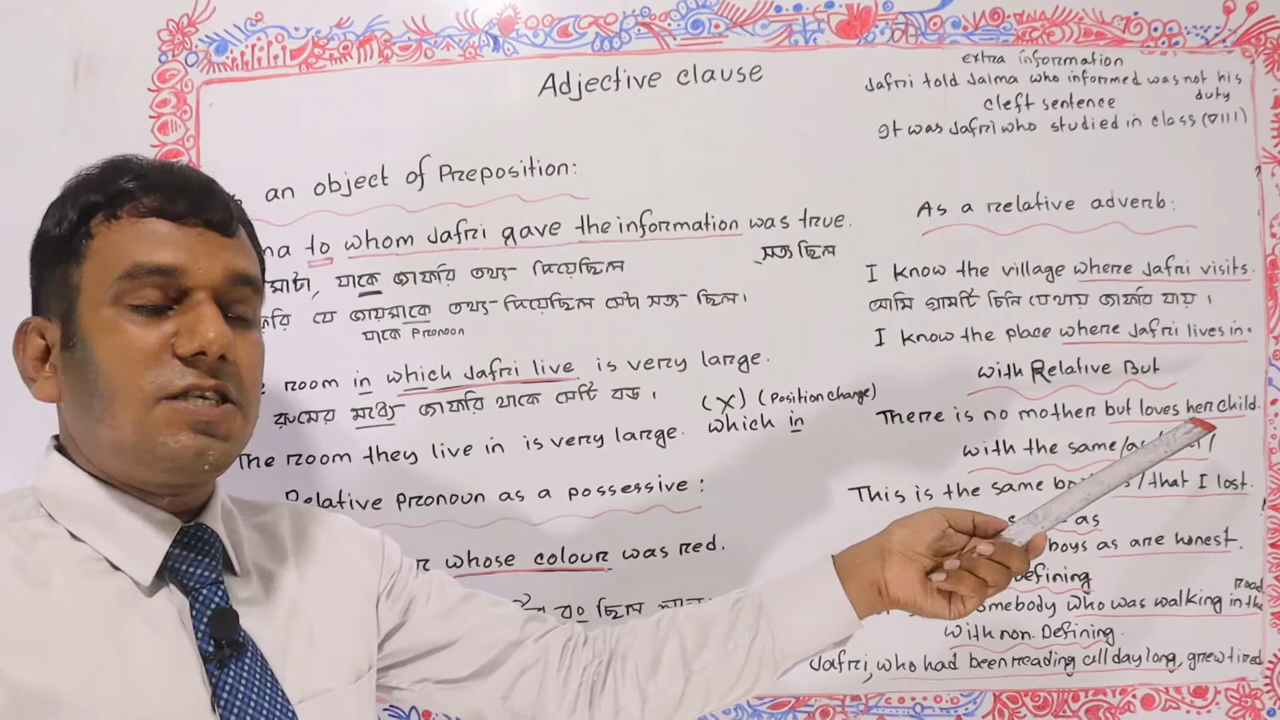 Adjective clause
extra information
Jafri told Jaima who informed was not his
duty
cleft sentence
It was Jafri who studied in class (VIII)
an object of Preposition:
to whom Jafri gave the information was true.
সত্য ছিল
যাকে জাফরি তথ্য দিয়েছিল
যে জায়মাকে তথ্য দিয়েছিল সেটা সত্য ছিল।
যাকে Pronoon
room in which Jafri live is very large.
রুমের মধ্যে জাফরি থাকে সেটি বড়।
(X) (Position change)
The room they live in is very large. which in
Relative pronoun as a possessive:
whose colour was red.
রং ছিল
As a relative adverb:
I know the village where Jafri visits.
আমি গ্রামটি চিনি যেথায় জাফরি যায়।
I know the place where Jafri lives in.
with Relative But
There is no mother but loves her child.
with the same/as
This is the same /that I lost.
as
boys as are honest.
Defining
somebody who was walking in the
Road
With non. Defining.
Jafri, who had been reading all day long, grew tired